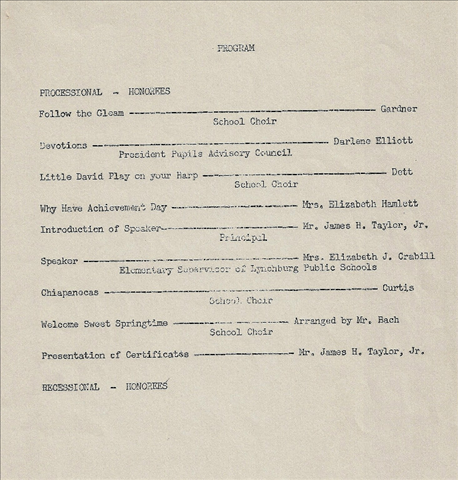 PROGRAM
PROCESSIONAL - HONOREES
Follow the Gleam ------------------------------ Gardner
School Choir
Devotions ------------------------------ Darlene Elliott
President Pupils Advisory Council
Little David Play on your Harp ------------------------------ Dett
School Choir
Why Have Achievement Day ------------------ Mrs. Elizabeth Hamlett
Introduction of Speaker------------------ Mr. James H. Taylor, Jr.
Principal
Speaker ------------------------------ Mrs. Elizabeth J. Crabill
Elementary Supervisor of Lynchburg Public Schools
Chiapanecas ------------------------------ Curtis
School Choir
Welcome Sweet Springtime ------------------ Arranged by Mr. Bach
School Choir
Presentation of Certificates --------------- Mr. James H. Taylor, Jr.
RECESSIONAL - HONOREES